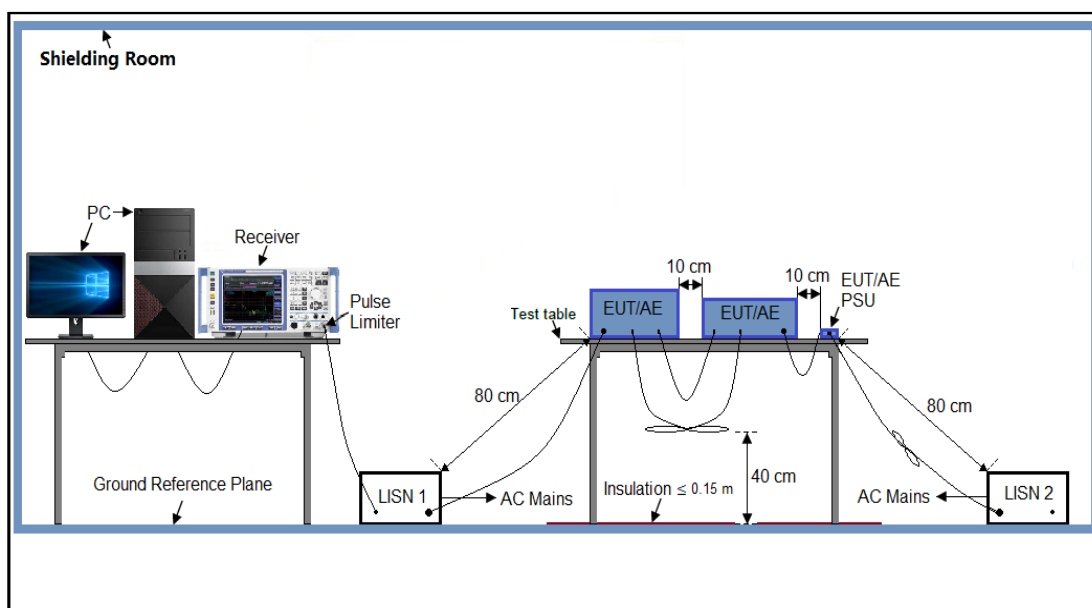 Shielding Room
PC
Receiver
Pulse
Limiter
10 cm
10 cm
EUT/AE
PSU
EUT/AE
EUT/AE
Test table
80 cm
80 cm
40 cm
Ground Reference Plane
LISN 1
AC Mains
Insulation ≤ 0.15 m
AC Mains
LISN 2